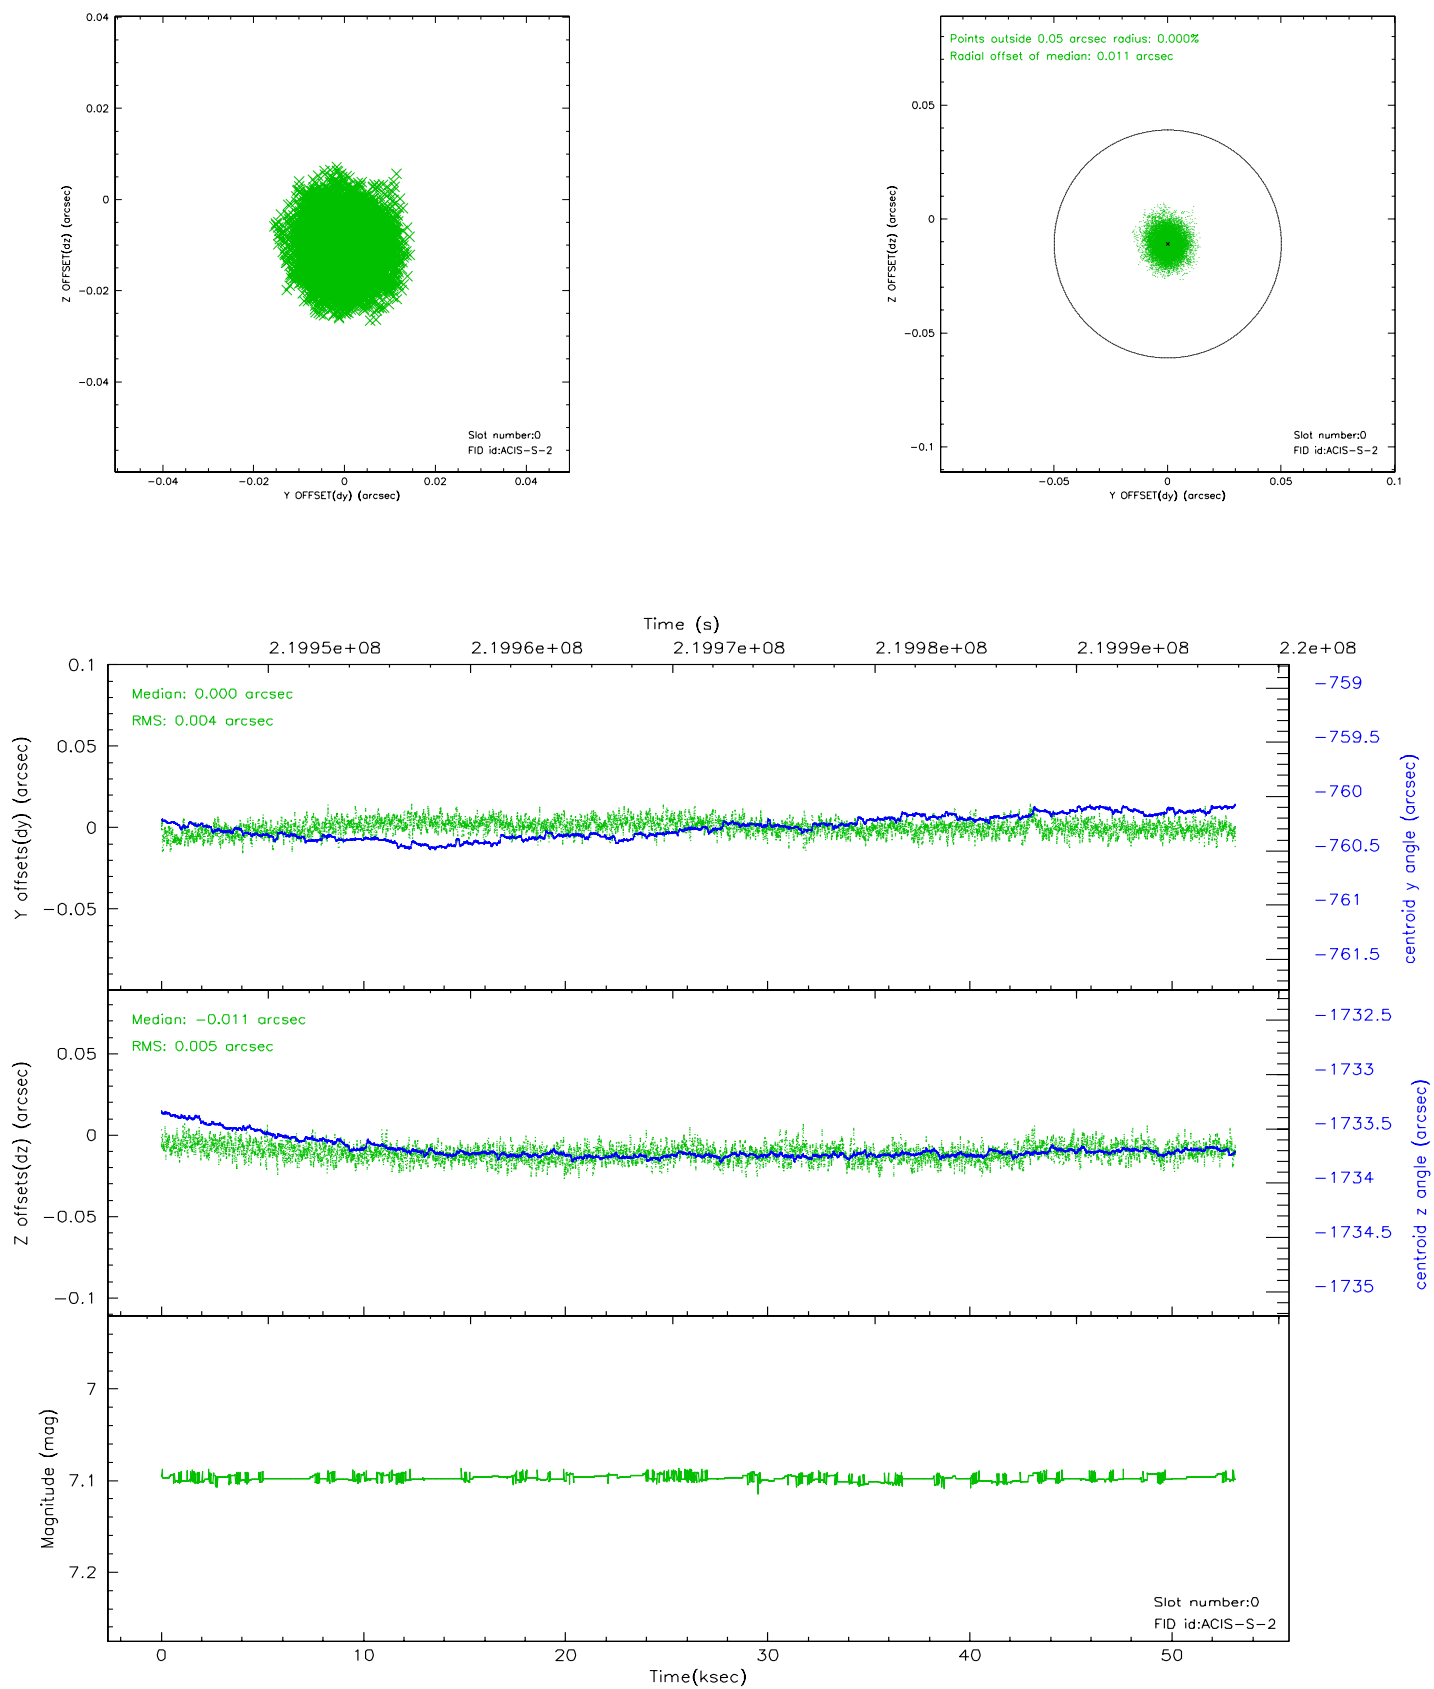 0.04
0.02
0
-0.02
-0.04
Z OFFSET(dz) (arcsec)
Slot number:0
FID id:ACIS-S-2
-0.04 -0.02 0 0.02 0.04
Y OFFSET(dy) (arcsec)
Points outside 0.05 arcsec radius: 0.000%
Radial offset of median: 0.011 arcsec
0.05
0
-0.05
-0.1
Z OFFSET(dz) (arcsec)
Slot number:0
FID id:ACIS-S-2
-0.05 0 0.05 0.1
Y OFFSET(dy) (arcsec)
Time (s)
2.1995e+08 2.1996e+08 2.1997e+08 2.1998e+08 2.1999e+08 2.2e+08
0.1
0.05
0
-0.05
Y offsets(dy) (arcsec)
Median: 0.000 arcsec
RMS: 0.004 arcsec
-759
-759.5
-760
-760.5
-761
-761.5
centroid y angle (arcsec)
0.05
0
-0.05
-0.1
Z offsets(dz) (arcsec)
Median: -0.011 arcsec
RMS: 0.005 arcsec
-1732.5
-1733
-1733.5
-1734
-1734.5
-1735
centroid z angle (arcsec)
7
7.1
7.2
Magnitude (mag)
Slot number:0
FID id:ACIS-S-2
0 10 20 30 40 50
Time(ksec)